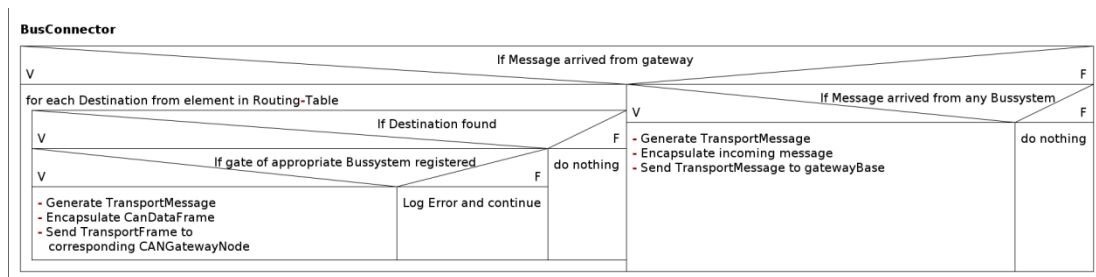 BusConnector
If Message arrived from gateway
V
F
for each Destination from element in Routing-Table
If Message arrived from any Bussystem
V
F
If Destination found
V
F
- Generate TransportMessage
- Encapsulate incoming message
- Send TransportMessage to gatewayBase
do nothing
If gate of appropriate Bussystem registered
V
F
do nothing
- Generate TransportMessage
- Encapsulate CanDataFrame
- Send TransportFrame to
corresponding CANGatewayNode
Log Error and continue